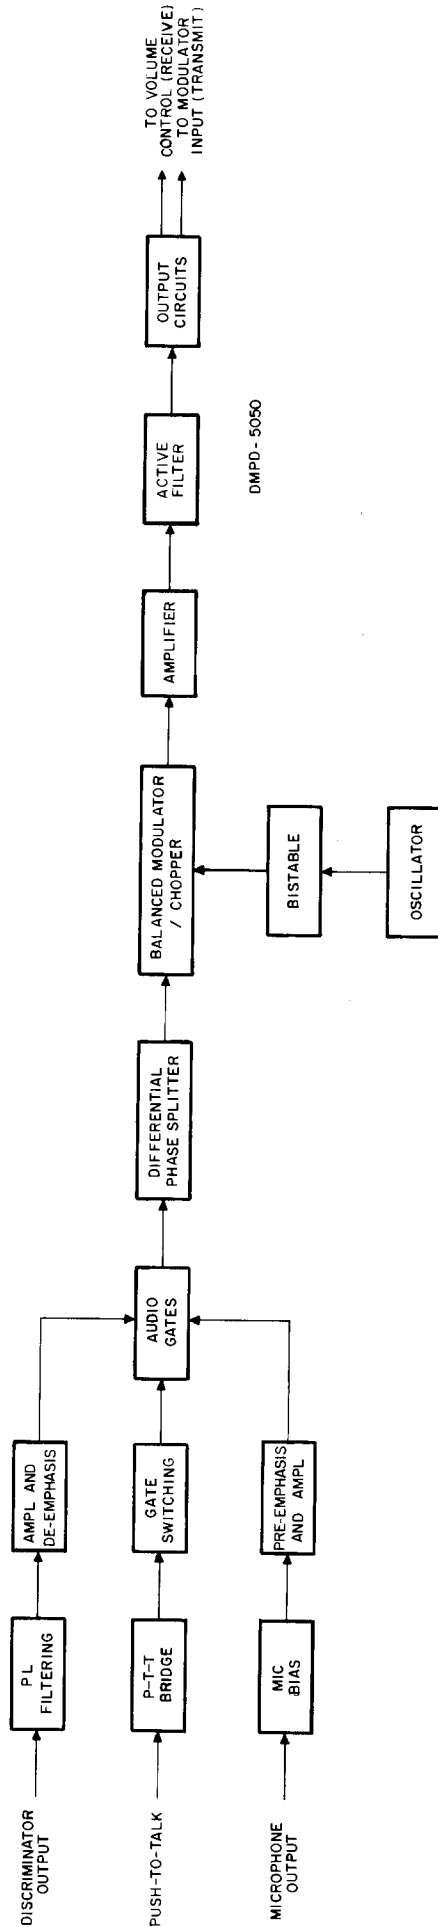 DISCRIMINATOR
OUTPUT
PL
FILTERING
AMPL AND
DE-EMPHASIS
PUSH-TO-TALK
P-T-T
BRIDGE
GATE
SWITCHING
MICROPHONE
OUTPUT
MIC
BIAS
PRE-EMPHASIS
AND AMPL
AUDIO
GATES
DIFFERENTIAL
PHASE SPLITTER
BALANCED MODULATOR
/ CHOPPER
BISTABLE
OSCILLATOR
AMPLIFIER
ACTIVE
FILTER
OUTPUT
CIRCUITS
TO VOLUME
CONTROL (RECEIVE)
TO MODULATOR
INPUT (TRANSMIT)
DMPD-5050